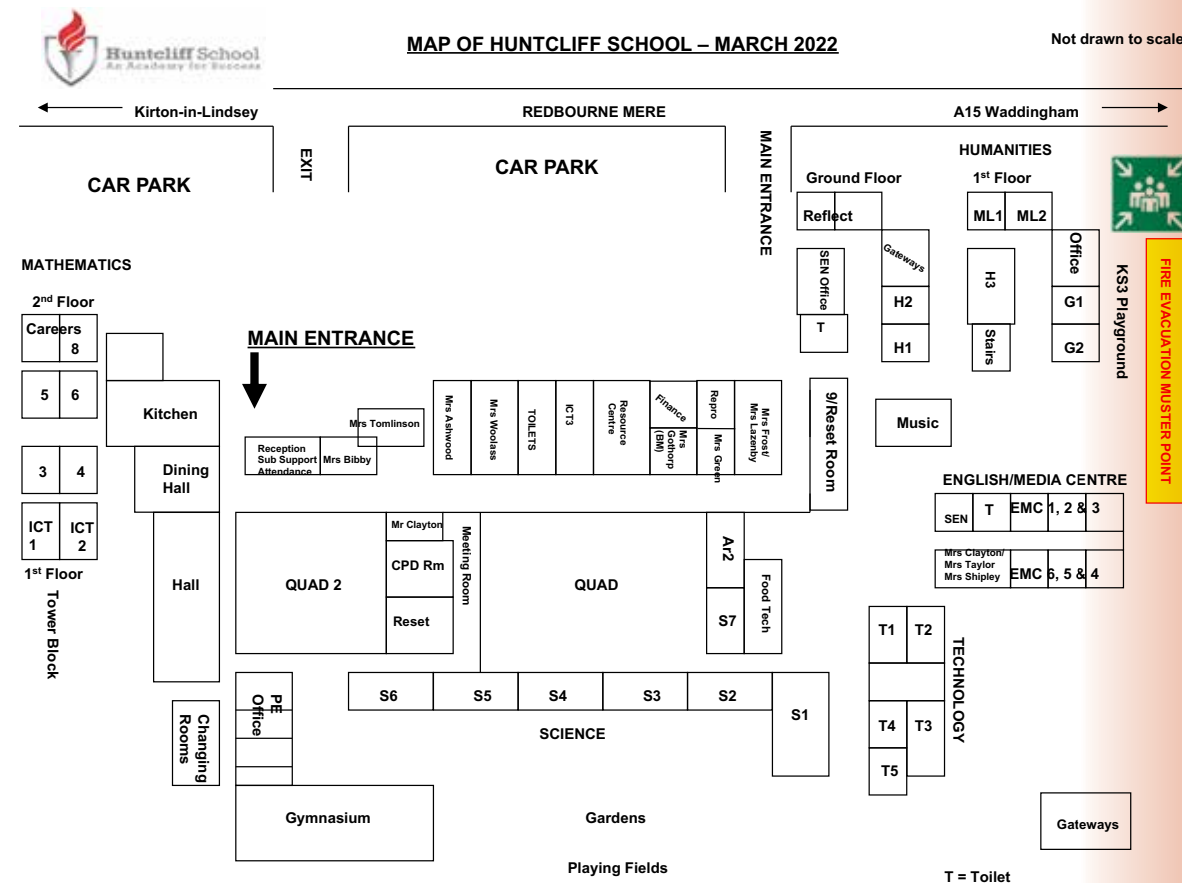 Huntcliff School
An Academy for Success
MAP OF HUNTCLIFF SCHOOL – MARCH 2022
Not drawn to scale
Kirton-in-Lindsey
REDBOURNE MERE
A15 Waddingham
CAR PARK
EXIT
CAR PARK
MAIN ENTRANCE
HUMANITIES
Ground Floor
1st Floor
Reflect
ML1
ML2
SEN Office
Gateways
H3
Office
H2
G1
T
H1
Stairs
G2
KS3 Playground
FIRE EVACUATION MUSTER POINT
MATHEMATICS
2nd Floor
Careers
8
5
6
3
4
ICT
1
ICT
2
1st Floor
Tower Block
MAIN ENTRANCE
Kitchen
Dining
Hall
Hall
Mrs Tomlinson
Reception
Sub Support
Attendance
Mrs Bibby
Mrs Ashwood
Mrs Woolass
TOILETS
ICT3
Resource
Centre
Finance
Mrs
Gothorp
(BM)
Repro
Mrs Green
Mrs Frost/
Mrs Lazenby
9/Reset Room
Music
ENGLISH/MEDIA CENTRE
SEN
T
EMC 1, 2 & 3
Mrs Clayton/
Mrs Taylor
Mrs Shipley
EMC 6, 5 & 4
QUAD 2
Mr Clayton
CPD Rm
Reset
Meeting Room
QUAD
Ar2
S7
Food Tech
T1
T2
TECHNOLOGY
T4
T3
T5
PE
Office
Changing
Rooms
S6
S5
S4
S3
S2
S1
SCIENCE
Gymnasium
Gardens
Gateways
Playing Fields
T = Toilet